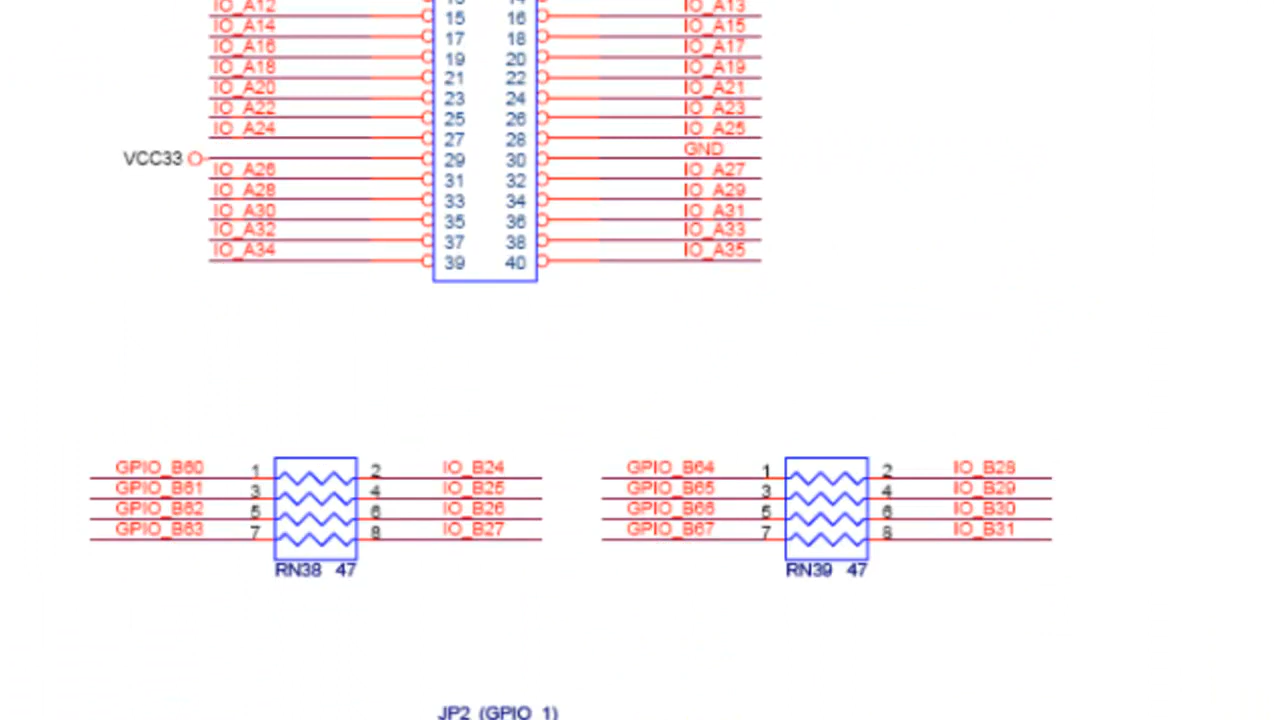 IO_A12 IO_A13
15 16
IO_A14 IO_A15
17 18
IO_A16 IO_A17
19 20
IO_A18 IO_A19
21 22
IO_A20 IO_A21
23 24
IO_A22 IO_A23
25 26
IO_A24 IO_A25
27 28
GND
VCC33 29 30
IO_A26 IO_A27
31 32
IO_A28 IO_A29
33 34
IO_A30 IO_A31
35 36
IO_A32 IO_A33
37 38
IO_A34 IO_A35
39 40
GPIO_B60 1 2 IO_B24 GPIO_B64 1 2 IO_B28
GPIO_B61 3 4 IO_B25 GPIO_B65 3 4 IO_B29
GPIO_B62 5 6 IO_B26 GPIO_B66 5 6 IO_B30
GPIO_B63 7 8 IO_B27 GPIO_B67 7 8 IO_B31
RN38 47 RN39 47
JP2 (GPIO 1)